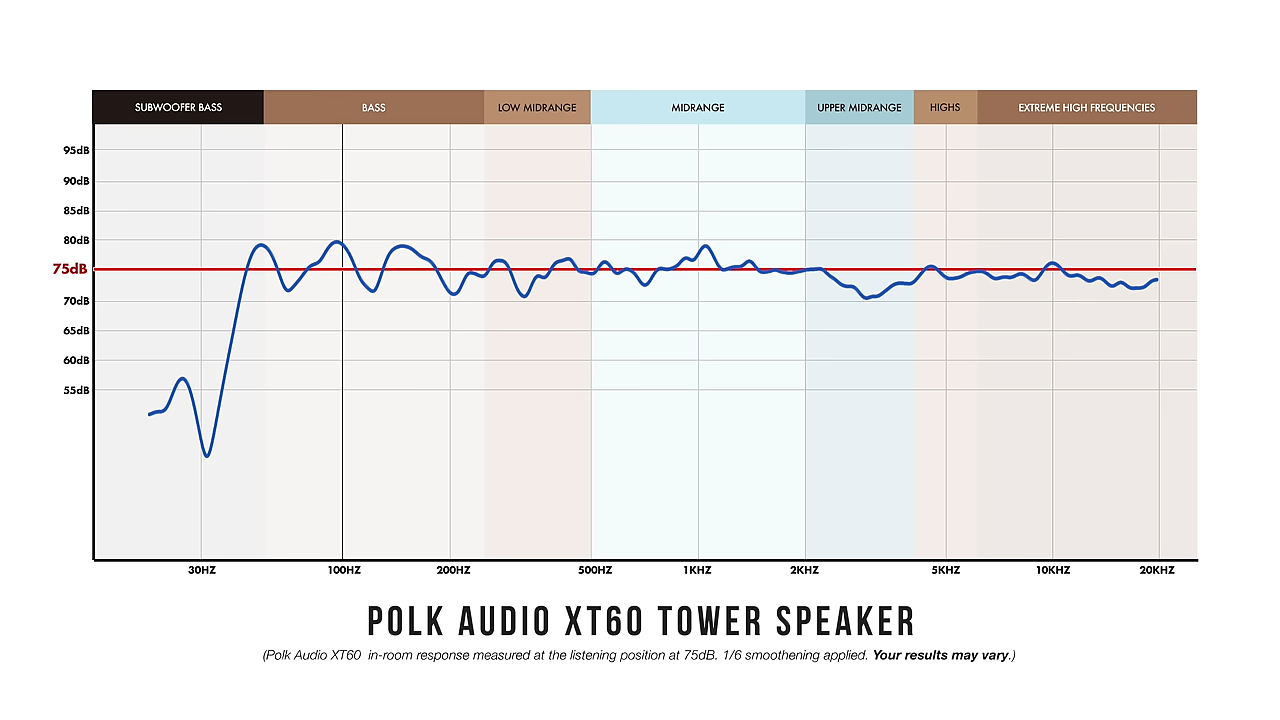 SUBWOOFER BASS BASS LOW MIDRANGE MIDRANGE UPPER MIDRANGE HIGHS EXTREME HIGH FREQUENCIES
95dB
90dB
85dB
80dB
75dB
70dB
65dB
60dB
55dB
30HZ 100HZ 200HZ 500HZ 1KHZ 2KHZ 5KHZ 10KHZ 20KHZ
POLK AUDIO XT60 TOWER SPEAKER
(Polk Audio XT60 in-room response measured at the listening position at 75dB. 1/6 smoothening applied. Your results may vary.)